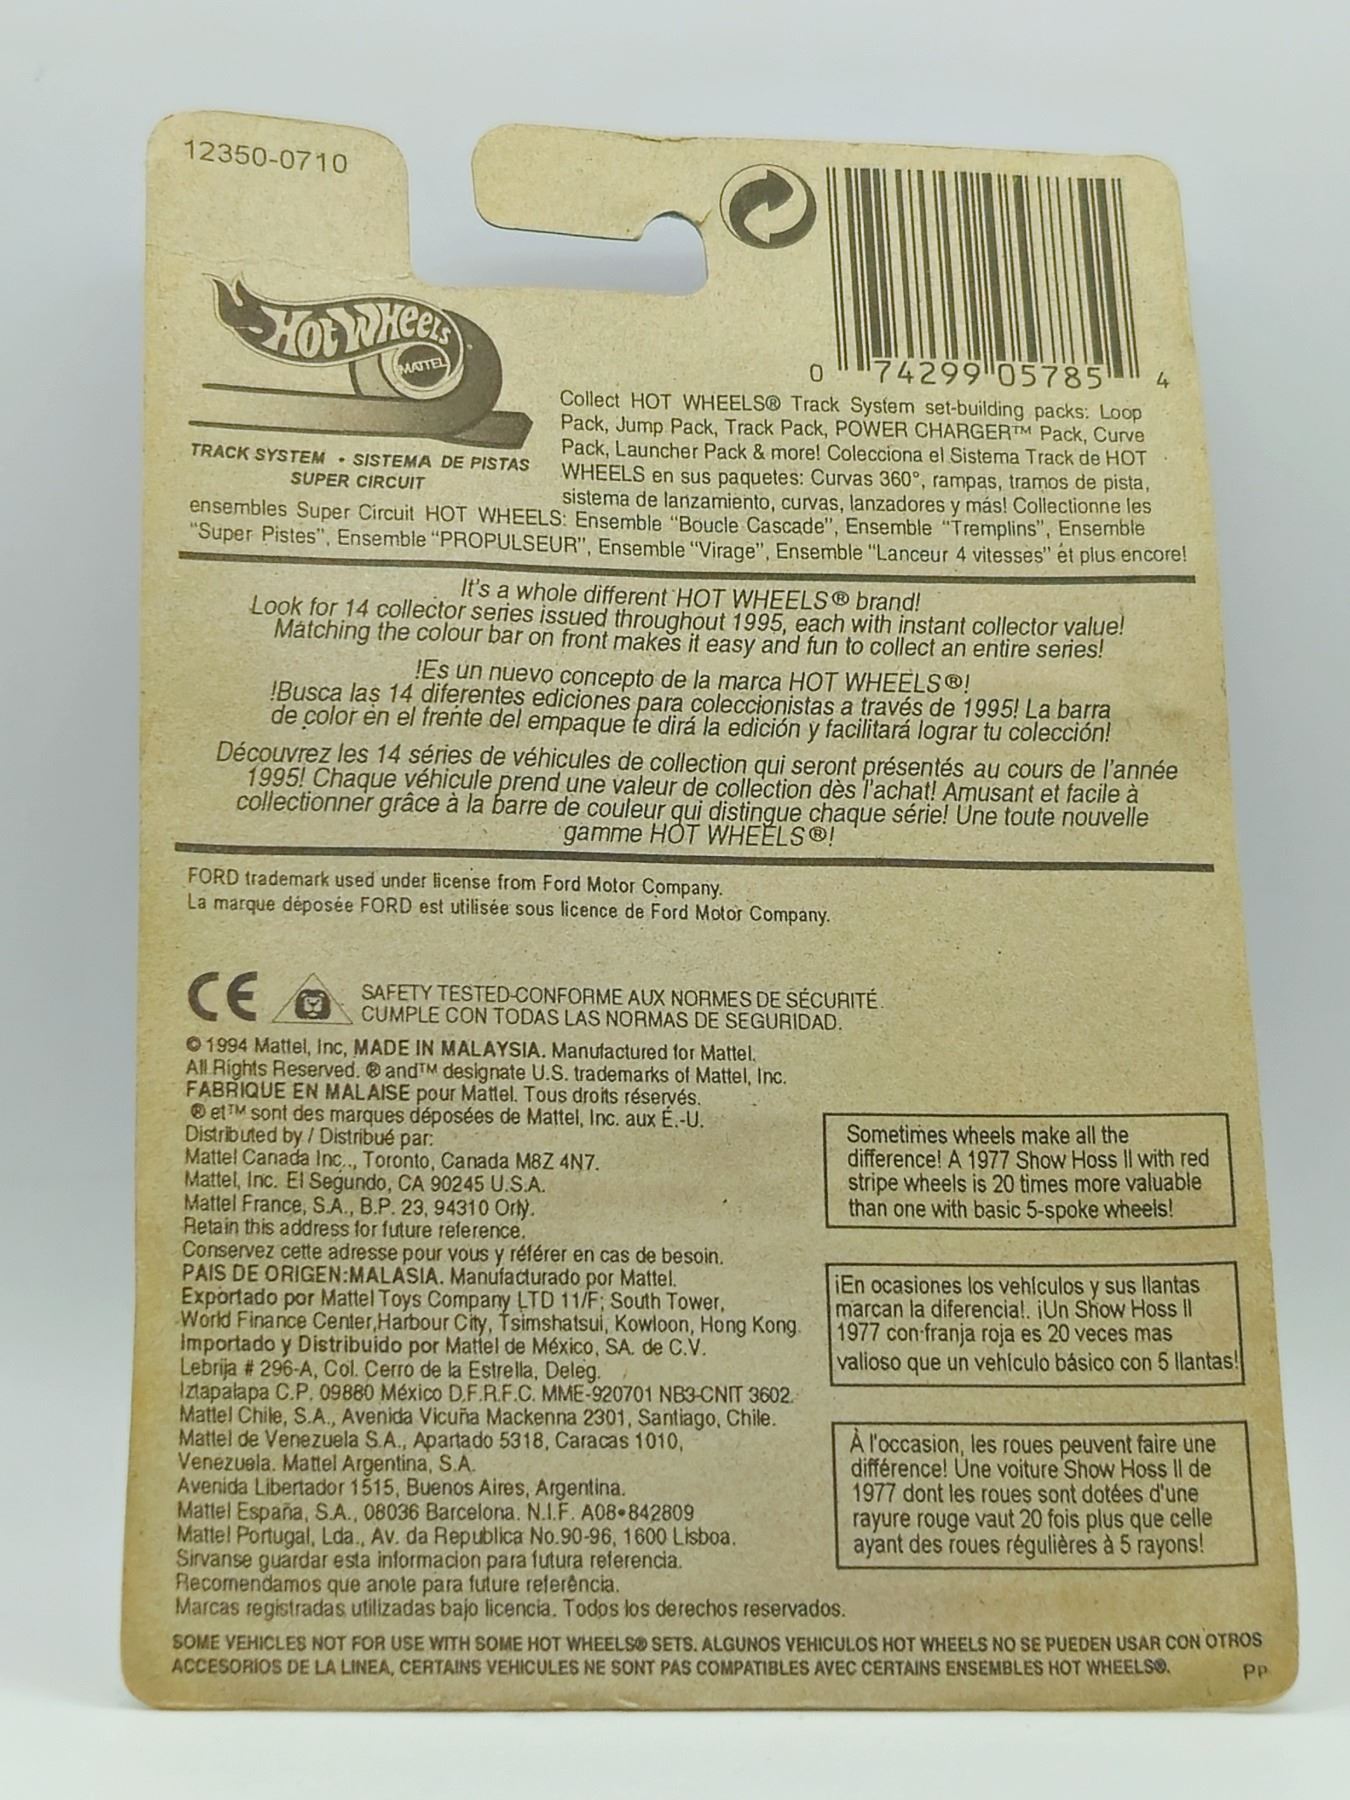 12350-0710
HOT WHEELS
MATTEL
TRACK SYSTEM • SISTEMA DE PISTAS
SUPER CIRCUIT
0 74299 05785 4
Collect HOT WHEELS® Track System set-building packs: Loop
Pack, Jump Pack, Track Pack, POWER CHARGER™ Pack, Curve
Pack, Launcher Pack & more! Colecciona el Sistema Track de HOT
WHEELS en sus paquetes: Curvas 360°, rampas, tramos de pista,
sistema de lanzamiento, curvas, lanzadores y más! Collectionne les
ensembles Super Circuit HOT WHEELS: Ensemble "Boucle Cascade", Ensemble "Tremplins", Ensemble
"Super Pistes", Ensemble "PROPULSEUR", Ensemble "Virage", Ensemble "Lanceur 4 vitesses" et plus encore!
It's a whole different HOT WHEELS® brand!
Look for 14 collector series issued throughout 1995, each with instant collector value!
Matching the colour bar on front makes it easy and fun to collect an entire series!
!Es un nuevo concepto de la marca HOT WHEELS®!
!Busca las 14 diferentes ediciones para coleccionistas a través de 1995! La barra
de color en el frente del empaque te dirá la edición y facilitará lograr tu colección!
Découvrez les 14 séries de véhicules de collection qui seront présentés au cours de l'année
1995! Chaque véhicule prend une valeur de collection dès l'achat! Amusant et facile à
collectionner grâce à la barre de couleur qui distingue chaque série! Une toute nouvelle
gamme HOT WHEELS®!
FORD trademark used under license from Ford Motor Company.
La marque déposée FORD est utilisée sous licence de Ford Motor Company.
CE
SAFETY TESTED-CONFORME AUX NORMES DE SÉCURITÉ.
CUMPLE CON TODAS LAS NORMAS DE SEGURIDAD.
© 1994 Mattel, Inc, MADE IN MALAYSIA. Manufactured for Mattel.
All Rights Reserved. ® and™ designate U.S. trademarks of Mattel, Inc.
FABRIQUE EN MALAISE pour Mattel. Tous droits réservés.
® et™ sont des marques déposées de Mattel, Inc. aux É.-U.
Distributed by / Distribué par:
Mattel Canada Inc.., Toronto, Canada M8Z 4N7.
Mattel, Inc. El Segundo, CA 90245 U.S.A.
Mattel France, S.A., B.P. 23, 94310 Orly.
Retain this address for future reference.
Conservez cette adresse pour vous y référer en cas de besoin.
PAIS DE ORIGEN:MALASIA. Manufacturado por Mattel.
Exportado por Mattel Toys Company LTD 11/F; South Tower,
World Finance Center,Harbour City, Tsimshatsui, Kowloon, Hong Kong.
Importado y Distribuido por Mattel de México, SA. de C.V.
Lebrija # 296-A, Col. Cerro de la Estrella, Deleg.
Iztapalapa C.P. 09880 México D.F.R.F.C. MME-920701 NB3-CNIT 3602.
Mattel Chile, S.A., Avenida Vicuña Mackenna 2301, Santiago, Chile.
Mattel de Venezuela S.A., Apartado 5318, Caracas 1010,
Venezuela. Mattel Argentina, S.A.
Avenida Libertador 1515, Buenos Aires, Argentina.
Mattel España, S.A., 08036 Barcelona. N.I.F. A08•842809
Mattel Portugal, Lda., Av. da Republica No.90-96, 1600 Lisboa.
Sirvanse guardar esta informacion para futura referencia.
Recomendamos que anote para future referência.
Marcas registradas utilizadas bajo licencia. Todos los derechos reservados.
Sometimes wheels make all the
difference! A 1977 Show Hoss II with red
stripe wheels is 20 times more valuable
than one with basic 5-spoke wheels!
¡En ocasiones los vehículos y sus llantas
marcan la diferencia!. ¡Un Show Hoss II
1977 con franja roja es 20 veces mas
valioso que un vehículo básico con 5 llantas!
À l'occasion, les roues peuvent faire une
différence! Une voiture Show Hoss II de
1977 dont les roues sont dotées d'une
rayure rouge vaut 20 fois plus que celle
ayant des roues régulières à 5 rayons!
SOME VEHICLES NOT FOR USE WITH SOME HOT WHEELS® SETS. ALGUNOS VEHICULOS HOT WHEELS NO SE PUEDEN USAR CON OTROS
ACCESORIOS DE LA LINEA, CERTAINS VEHICULES NE SONT PAS COMPATIBLES AVEC CERTAINS ENSEMBLES HOT WHEELS®.
PP